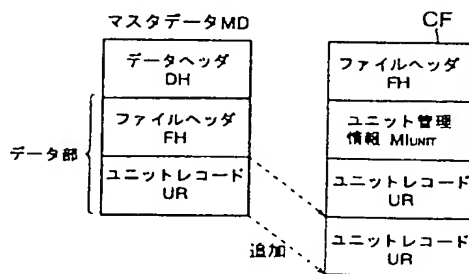 マスタデータMD
データヘッダ
DH
データ部
ファイルヘッダ
FH
ユニットレコード
UR
追加
CF
ファイルヘッダ
FH
ユニット管理
情報 MIUNIT
ユニットレコード
UR
ユニットレコード
UR